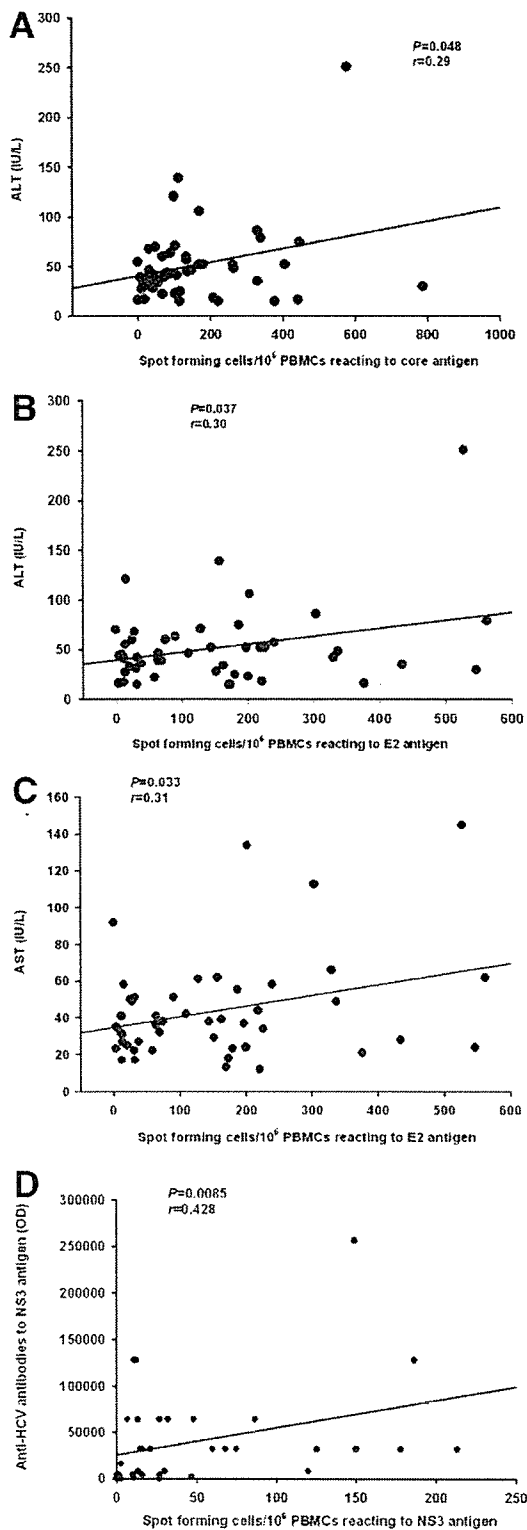 A
P=0.048
r=0.29
300
250
200
150
100
50
0
ALT (IU/L)
0 200 400 600 800 1000
Spot forming cells/10⁶ PBMCs reacting to core antigen
B
P=0.037
r=0.30
300
250
200
150
100
50
0
ALT (IU/L)
0 100 200 300 400 500 600
Spot forming cells/10⁶ PBMCs reacting to E2 antigen
C
P=0.033
r=0.31
160
140
120
100
80
60
40
20
0
AST (IU/L)
0 100 200 300 400 500 600
Spot forming cells/10⁶ PBMCs reacting to E2 antigen
D
P=0.0085
r=0.428
300000
250000
200000
150000
100000
50000
0
Anti-HCV antibodies to NS3 antigen (OD)
0 50 100 150 200 250
Spot forming cells/10⁶ PBMCs reacting to NS3 antigen